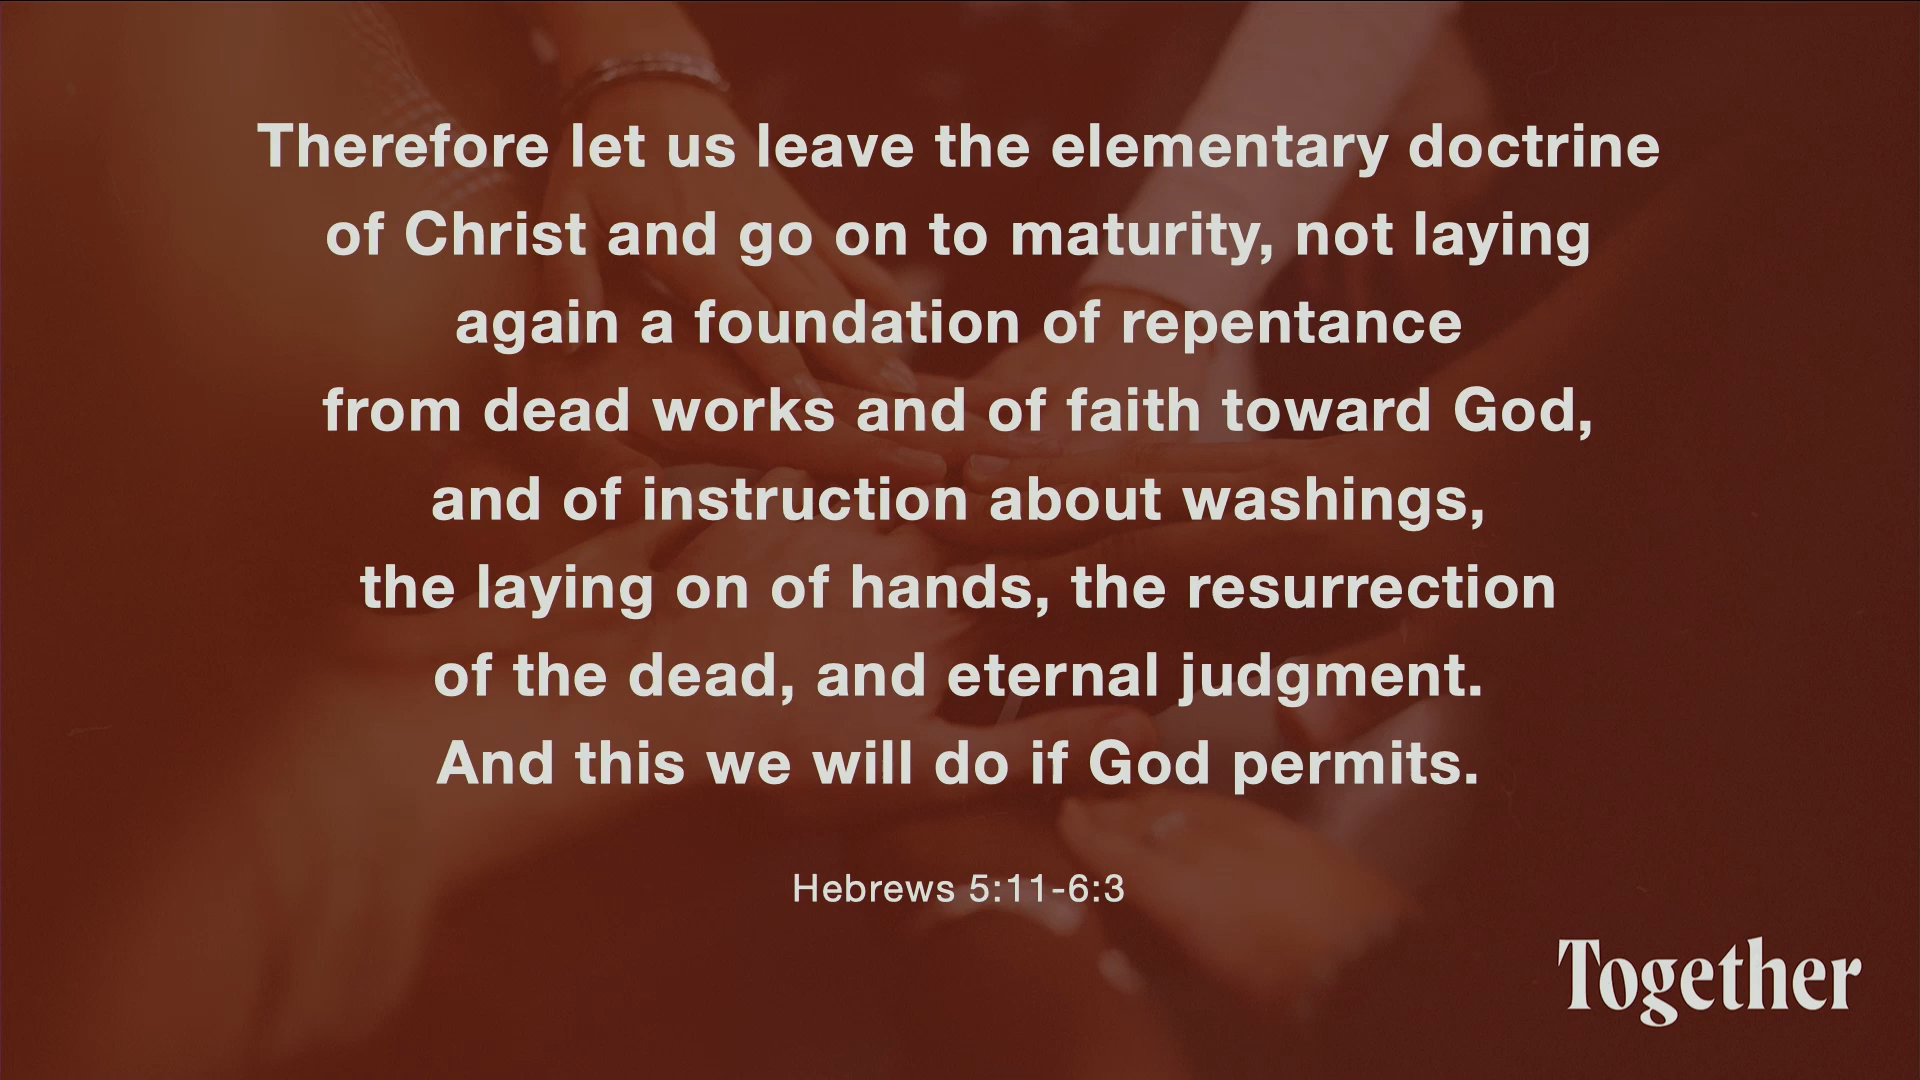 Therefore let us leave the elementary doctrine
of Christ and go on to maturity, not laying
again a foundation of repentance
from dead works and of faith toward God,
and of instruction about washings,
the laying on of hands, the resurrection
of the dead, and eternal judgment.
And this we will do if God permits.
Hebrews 5:11-6:3
Together